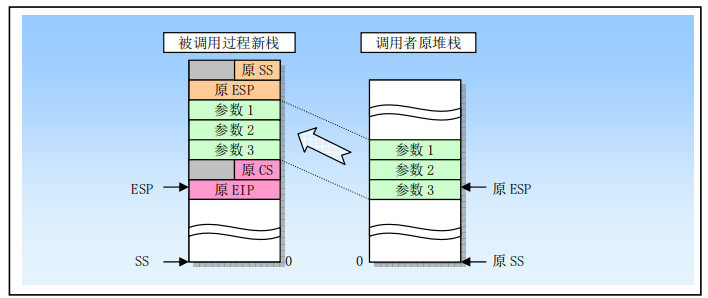 被调用过程新栈
调用者原堆栈
原 SS
原 ESP
参数 1
参数 2
参数 3
原 CS
原 EIP
ESP
SS
0
参数 1
参数 2
参数 3
原 ESP
0
原 SS